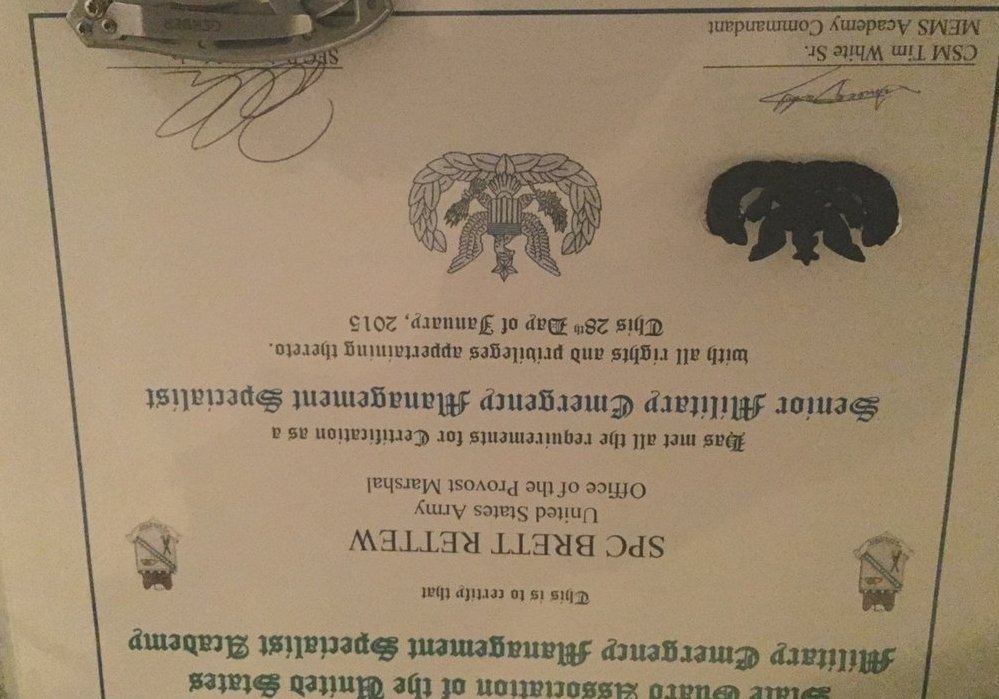 State Guard Association of the United States
Military Emergency Management Specialist Academy
This is to certify that
SPC BRETT RETTEW
United States Army
Office of the Provost Marshal
Has met all the requirements for Certification as a
Senior Military Emergency Management Specialist
with all rights and privileges appertaining thereto.
This 28th Day of January, 2015
CSM Tim White Sr.
MEMS Academy Commandant
GERBER